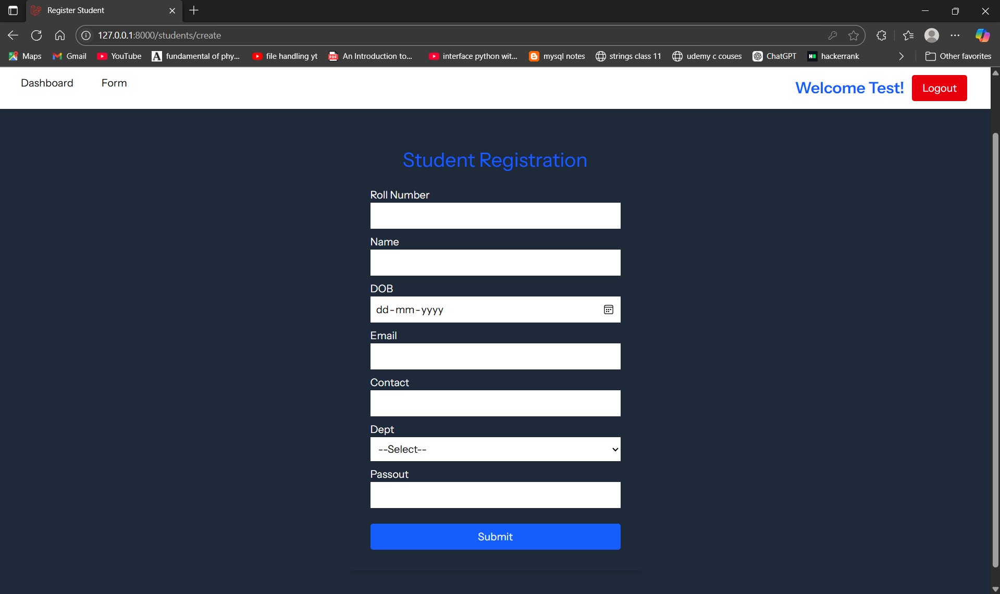 Register Student
127.0.0.1:8000/students/create
Maps Gmail YouTube fundamental of phy... file handling yt An Introduction to... interface python wit... mysql notes strings class 11 udemy c couses ChatGPT hackerrank Other favorites
Dashboard Form Welcome Test! Logout
Student Registration
Roll Number
Name
DOB
dd-mm-yyyy
Email
Contact
Dept
--Select--
Passout
Submit